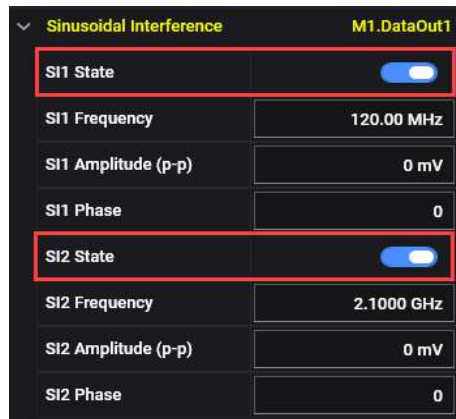 Sinusoidal Interference M1.DataOut1
SI1 State
SI1 Frequency 120.00 MHz
SI1 Amplitude (p-p) 0 mV
SI1 Phase 0
SI2 State
SI2 Frequency 2.1000 GHz
SI2 Amplitude (p-p) 0 mV
SI2 Phase 0